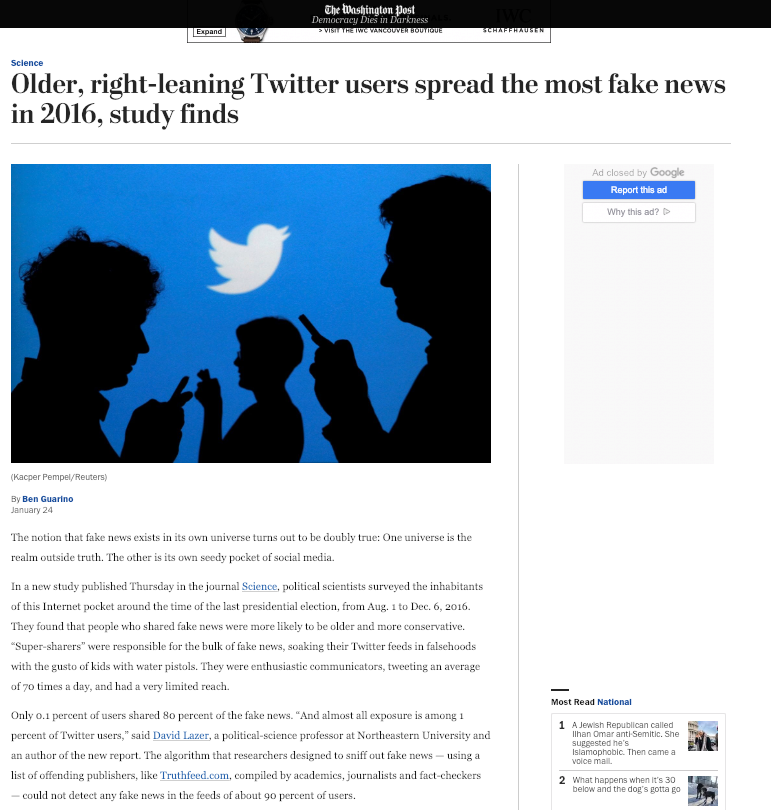 The Washington Post
Democracy Dies in Darkness
Expand
> VISIT THE IWC VANCOUVER BOUTIQUE
IWC
SCHAFFHAUSEN
Science
Older, right-leaning Twitter users spread the most fake news
in 2016, study finds
Ad closed by Google
Report this ad
Why this ad?
(Kacper Pempel/Reuters)
By Ben Guarino
January 24
The notion that fake news exists in its own universe turns out to be doubly true: One universe is the
realm outside truth. The other is its own seedy pocket of social media.
In a new study published Thursday in the journal Science, political scientists surveyed the inhabitants
of this Internet pocket around the time of the last presidential election, from Aug. 1 to Dec. 6, 2016.
They found that people who shared fake news were more likely to be older and more conservative.
“Super-sharers” were responsible for the bulk of fake news, soaking their Twitter feeds in falsehoods
with the gusto of kids with water pistols. They were enthusiastic communicators, tweeting an average
of 70 times a day, and had a very limited reach.
Only 0.1 percent of users shared 80 percent of the fake news. “And almost all exposure is among 1
percent of Twitter users,” said David Lazer, a political-science professor at Northeastern University and
an author of the new report. The algorithm that researchers designed to sniff out fake news — using a
list of offending publishers, like Truthfeed.com, compiled by academics, journalists and fact-checkers
— could not detect any fake news in the feeds of about 90 percent of users.
Most Read National
1 A Jewish Republican called
Ilhan Omar anti-Semitic. She
suggested he's
Islamophobic. Then came a
voice mail.
2 What happens when it's 30
below and the dog's gotta go